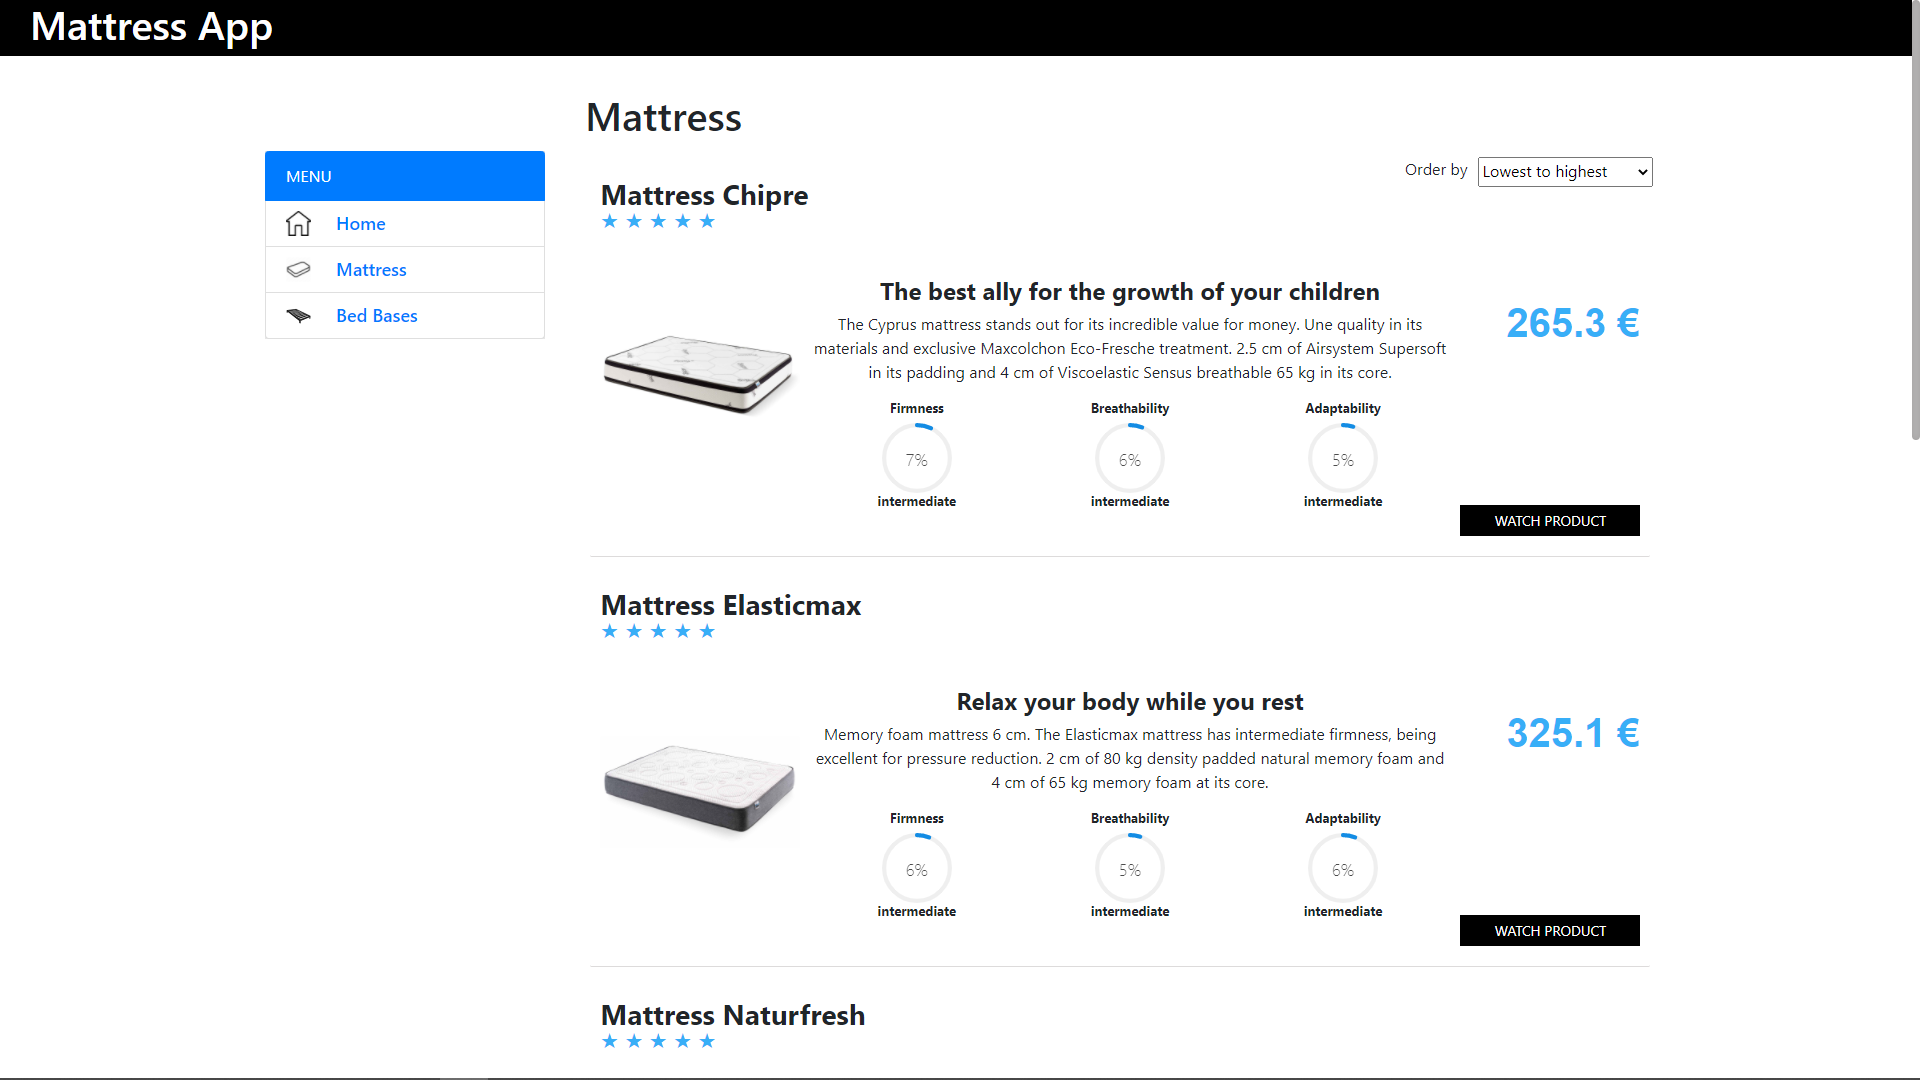 Mattress App
Mattress
MENU
Home
Mattress
Bed Bases
Order by Lowest to highest
Mattress Chipre
The best ally for the growth of your children
The Cyprus mattress stands out for its incredible value for money. Une quality in its
materials and exclusive Maxcolchon Eco-Fresche treatment. 2.5 cm of Airsystem Supersoft
in its padding and 4 cm of Viscoelastic Sensus breathable 65 kg in its core.
265.3 €
Firmness Breathability Adaptability
7% 6% 5%
intermediate intermediate intermediate
WATCH PRODUCT
Mattress Elasticmax
Relax your body while you rest
Memory foam mattress 6 cm. The Elasticmax mattress has intermediate firmness, being
excellent for pressure reduction. 2 cm of 80 kg density padded natural memory foam and
4 cm of 65 kg memory foam at its core.
325.1 €
Firmness Breathability Adaptability
6% 5% 6%
intermediate intermediate intermediate
WATCH PRODUCT
Mattress Naturfresh